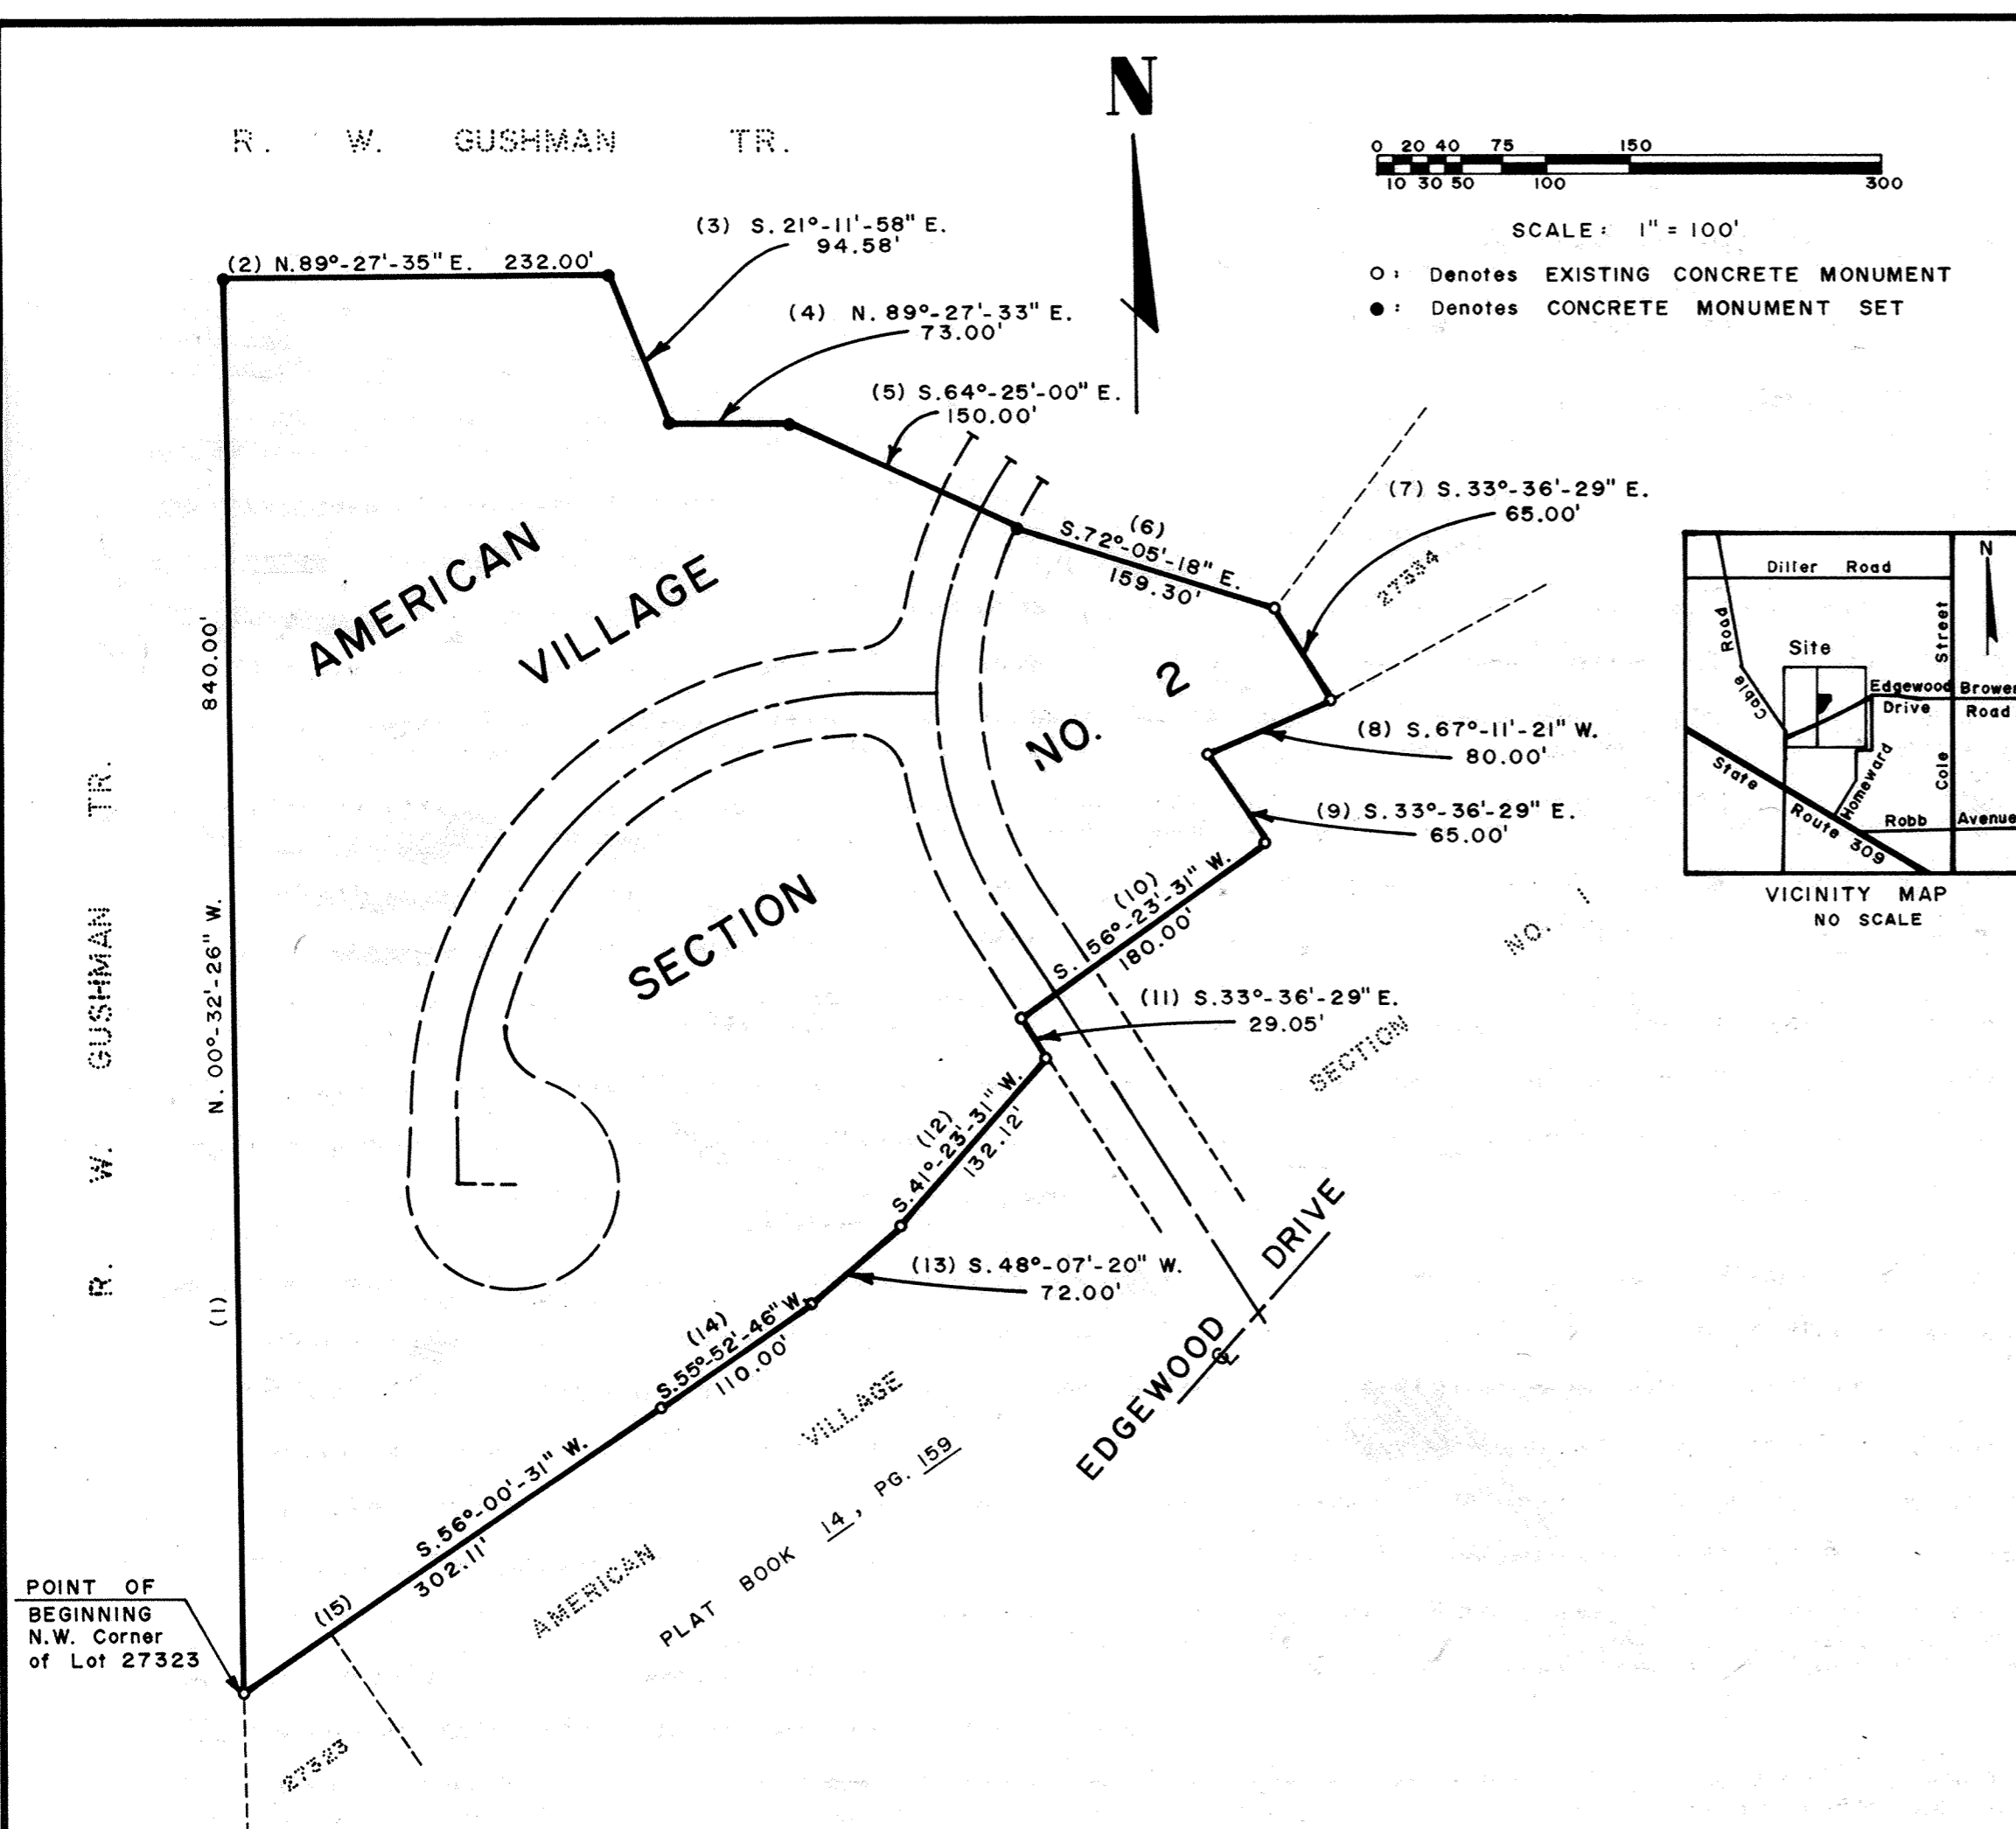 N
R. W. GUSHMAN TR.
0 20 40 75 150
10 30 50 100 300
SCALE: 1" = 100'
○: Denotes EXISTING CONCRETE MONUMENT
●: Denotes CONCRETE MONUMENT SET
(2) N.89°-27'-35" E. 232.00'
(3) S.21°-11'-58" E.
94.58'
(4) N.89°-27'-33" E.
73.00'
(5) S.64°-25'-00" E.
150.00'
(6)
S.72°-05'-18" E.
159.30'
(7) S.33°-36'-29" E.
65.00'
27334
(8) S.67°-11'-21" W.
80.00'
(9) S.33°-36'-29" E.
65.00'
(10)
S. 56°-23'-31" W.
180.00'
(11) S.33°-36'-29" E.
29.05'
(12)
S.41°-23'-31" W.
132.12'
(13) S.48°-07'-20" W.
72.00'
(14)
S.55°-52'-46" W.
110.00'
(15)
S.56°-00'-31" W.
302.11'
(1) N.00°-32'-26" W. 840.00'
R. W. GUSHMAN TR.
AMERICAN
VILLAGE
SECTION
NO. 2
AMERICAN VILLAGE SECTION NO. 1
PLAT BOOK 14, PG. 159
EDGEWOOD DRIVE
℄
POINT OF
BEGINNING
N.W. Corner
of Lot 27323
27323
N
Diller Road
Cable Road
Site
Street
Cole
Edgewood
Drive
Brower
Road
Homeward
State Route 309
Robb Avenue
VICINITY MAP
NO SCALE